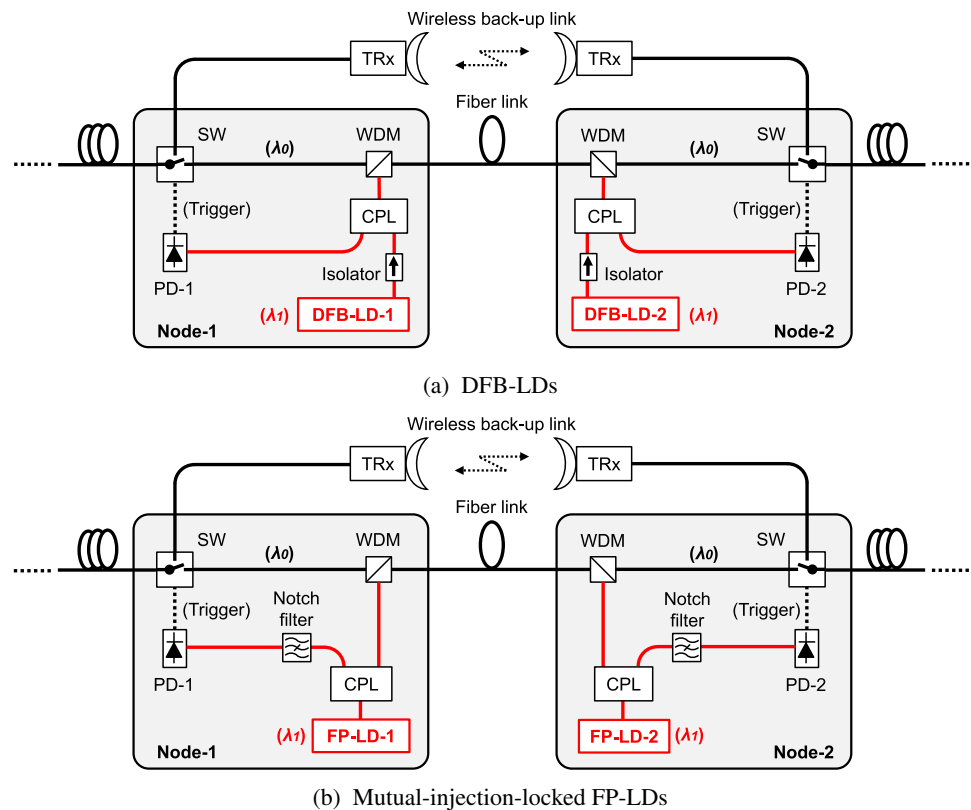 Wireless back-up link
TRx
TRx
Fiber link
SW
(λ0)
WDM
WDM
(λ0)
SW
(Trigger)
CPL
CPL
(Trigger)
PD-1
Isolator
Isolator
PD-2
(λ1)
DFB-LD-1
DFB-LD-2
(λ1)
Node-1
Node-2
(a) DFB-LDs
Wireless back-up link
TRx
TRx
Fiber link
SW
(λ0)
WDM
WDM
(λ0)
SW
(Trigger)
Notch
filter
Notch
filter
(Trigger)
PD-1
CPL
CPL
PD-2
(λ1)
FP-LD-1
FP-LD-2
(λ1)
Node-1
Node-2
(b) Mutual-injection-locked FP-LDs